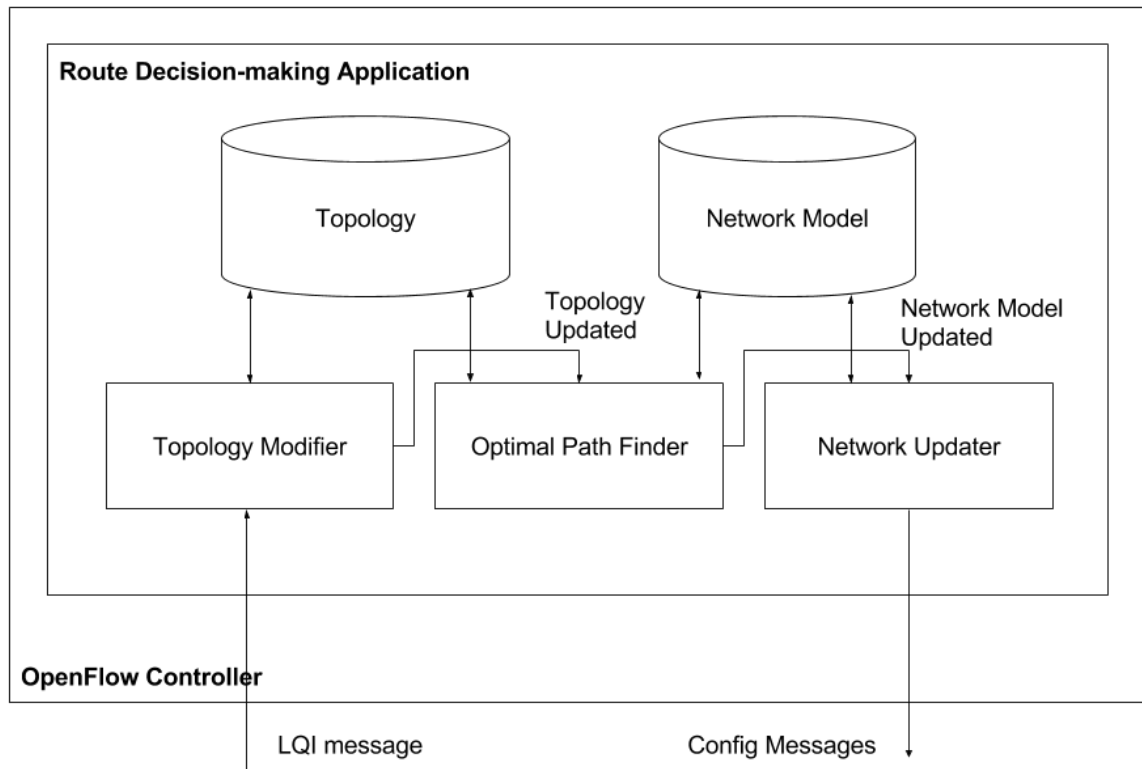 Route Decision-making Application
Topology
Network Model
Topology
Updated
Network Model
Updated
Topology Modifier
Optimal Path Finder
Network Updater
OpenFlow Controller
LQI message
Config Messages